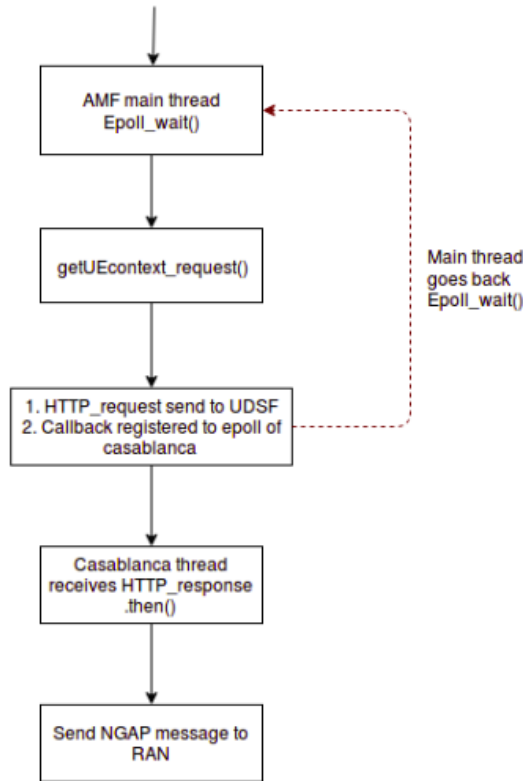 AMF main thread
Epoll_wait()
getUEcontext_request()
Main thread
goes back
Epoll_wait()
1. HTTP_request send to UDSF
2. Callback registered to epoll of
casablanca
Casablanca thread
receives HTTP_response
.then()
Send NGAP message to
RAN